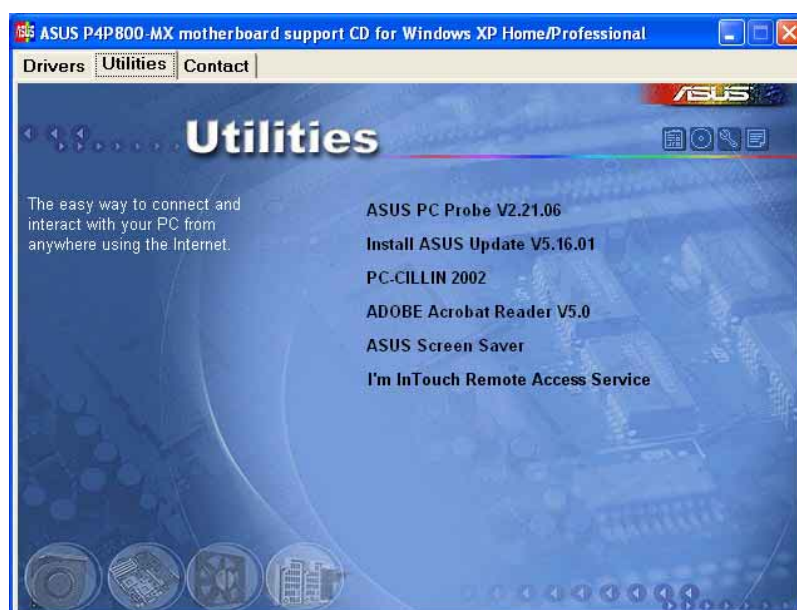 ASUS P4P800-MX motherboard support CD for Windows XP Home/Professional
Drivers Utilities Contact
ASUS
Utilities
The easy way to connect and
interact with your PC from
anywhere using the Internet.
ASUS PC Probe V2.21.06
Install ASUS Update V5.16.01
PC-CILLIN 2002
ADOBE Acrobat Reader V5.0
ASUS Screen Saver
I'm InTouch Remote Access Service